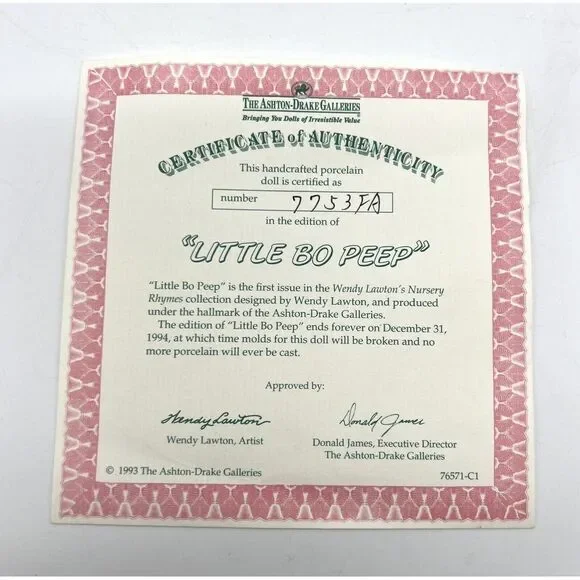 THE ASHTON-DRAKE GALLERIES
Bringing You Dolls of Irresistible Value
CERTIFICATE of AUTHENTICITY
This handcrafted porcelain
doll is certified as
number 7753FA
in the edition of
"LITTLE BO PEEP"
"Little Bo Peep" is the first issue in the Wendy Lawton's Nursery
Rhymes collection designed by Wendy Lawton, and produced
under the hallmark of the Ashton-Drake Galleries.
The edition of "Little Bo Peep" ends forever on December 31,
1994, at which time molds for this doll will be broken and no
more porcelain will ever be cast.
Approved by:
Wendy Lawton Donald James
Wendy Lawton, Artist Donald James, Executive Director
The Ashton-Drake Galleries
© 1993 The Ashton-Drake Galleries 76571-C1